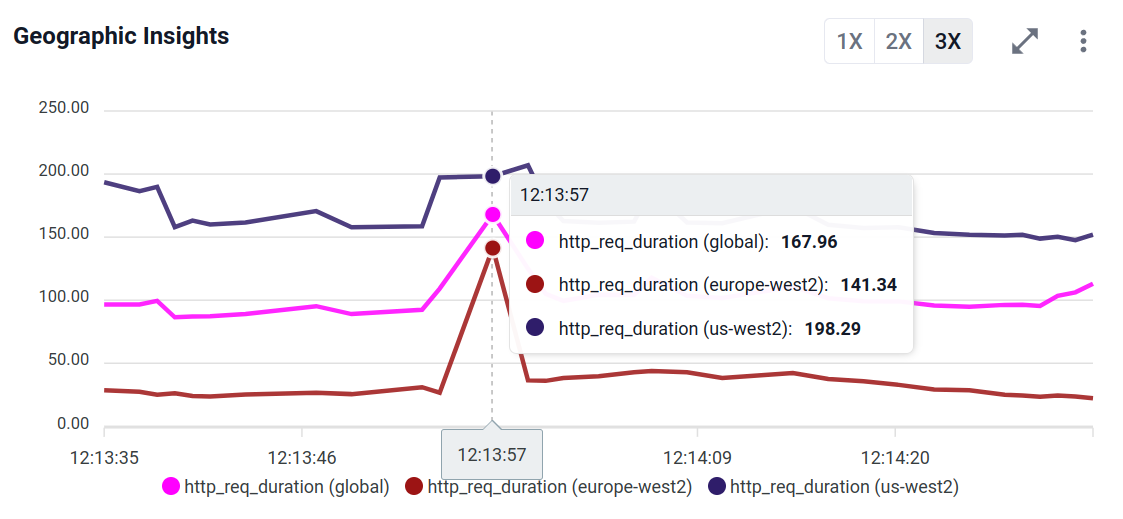 Geographic Insights
1X 2X 3X
250.00
200.00
150.00
100.00
50.00
0.00
12:13:57
http_req_duration (global): 167.96
http_req_duration (europe-west2): 141.34
http_req_duration (us-west2): 198.29
12:13:35 12:13:46 12:13:57 12:14:09 12:14:20
http_req_duration (global) http_req_duration (europe-west2) http_req_duration (us-west2)